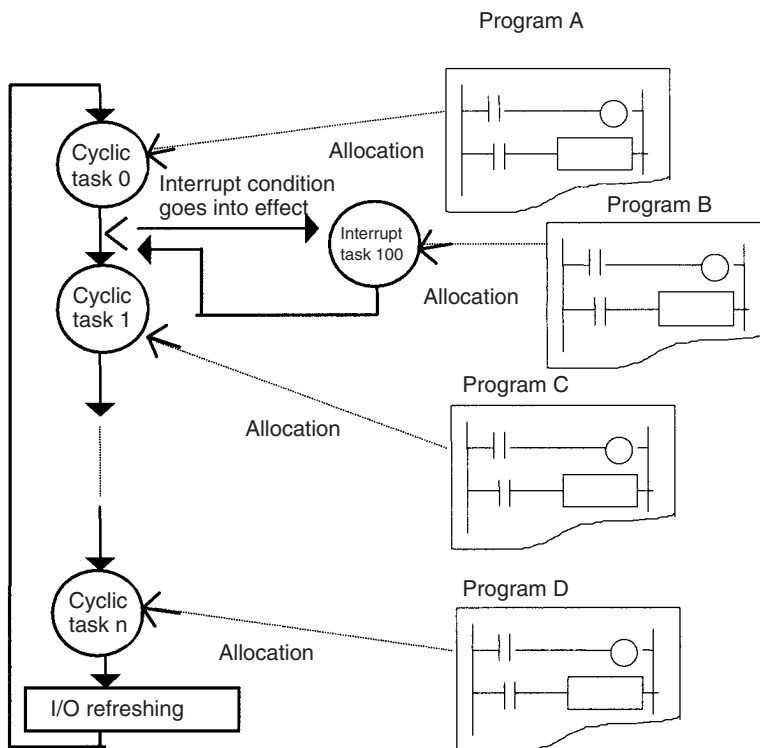 Program A
Cyclic
task 0
Allocation
Interrupt condition
goes into effect
Program B
Interrupt
task 100
Allocation
Cyclic
task 1
Program C
Allocation
Program D
Cyclic
task n
Allocation
I/O refreshing